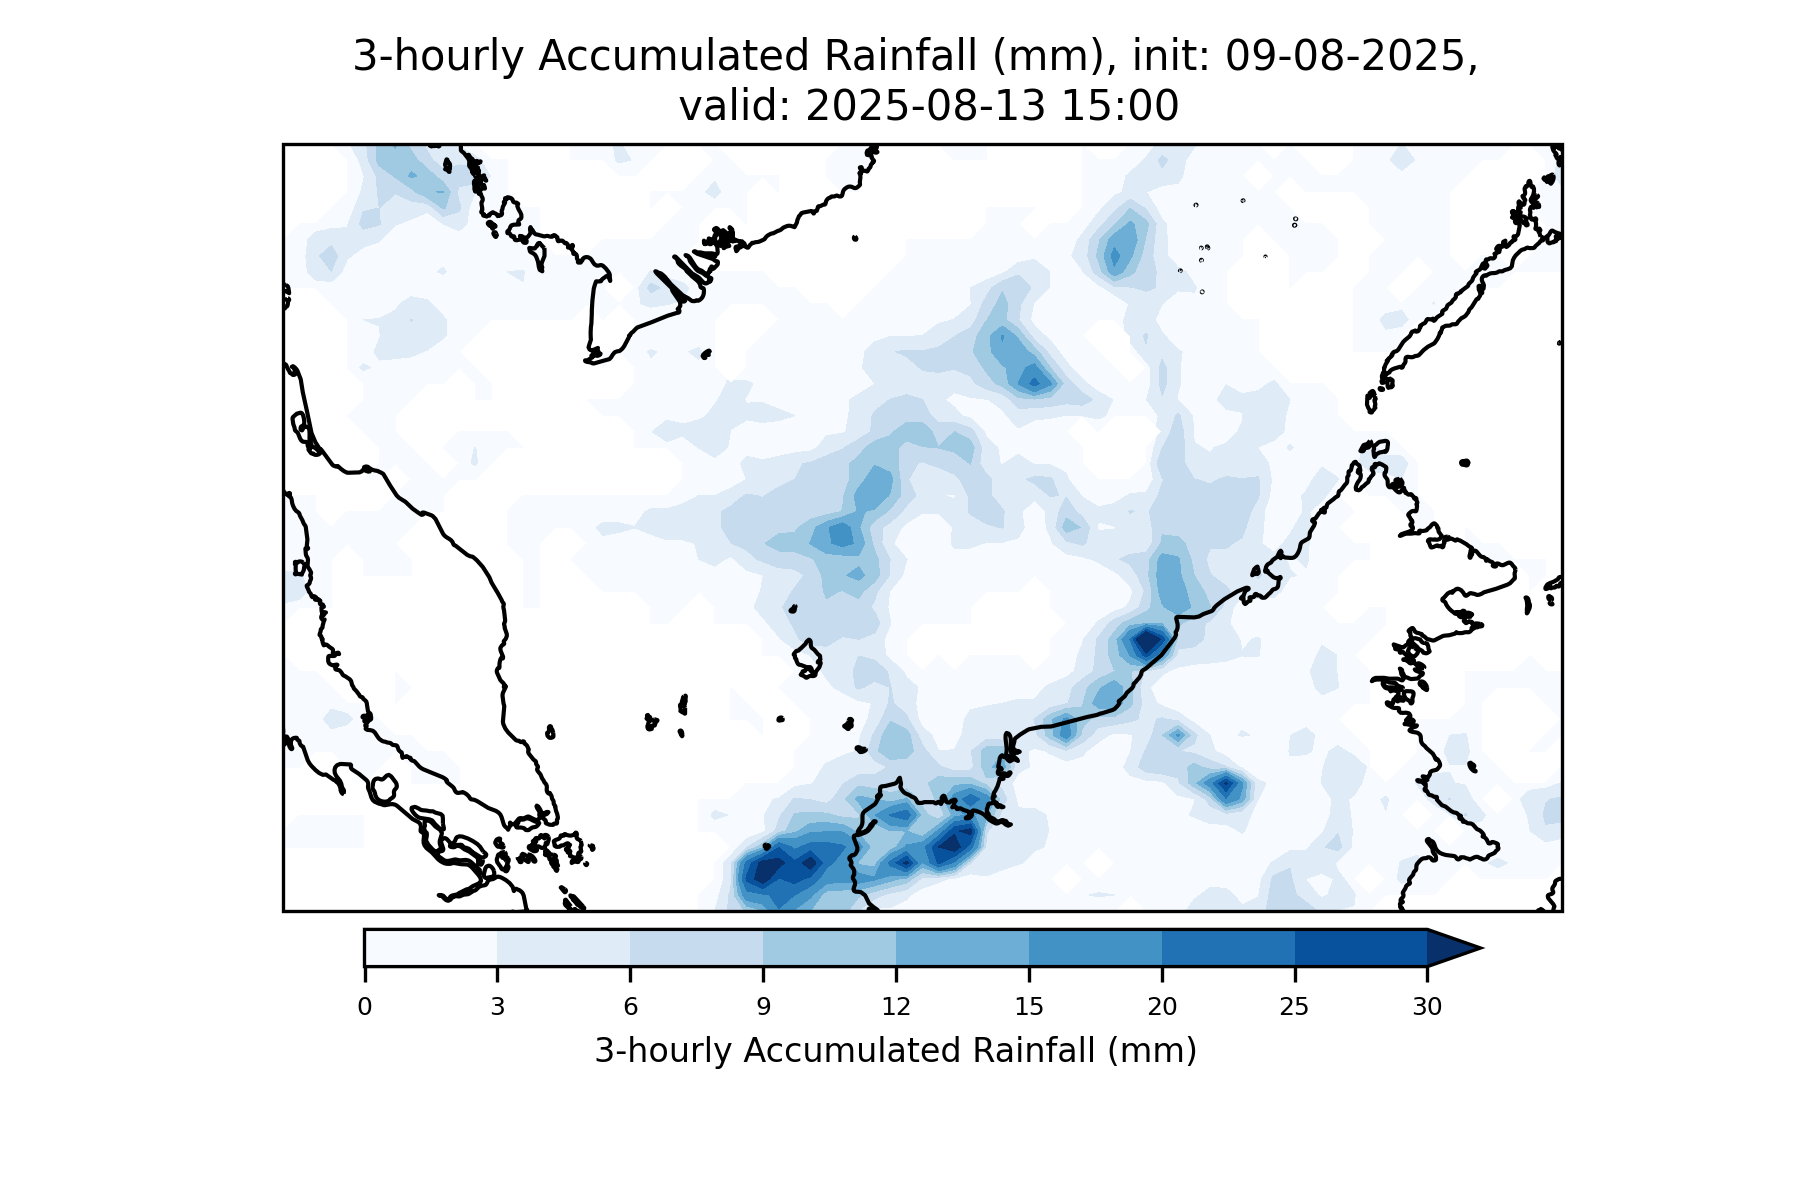 3-hourly Accumulated Rainfall (mm), init: 09-08-2025,
valid: 2025-08-13 15:00
0 3 6 9 12 15 20 25 30
3-hourly Accumulated Rainfall (mm)